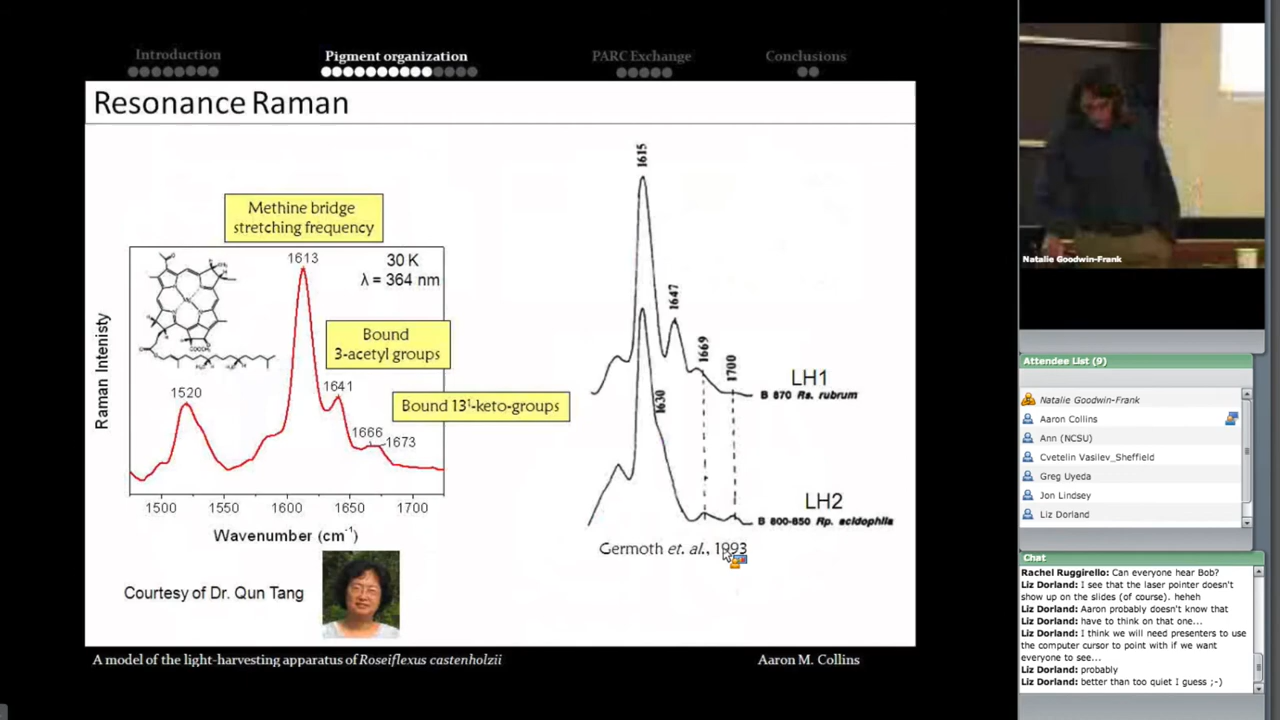 Introduction
Pigment organization
PARC Exchange
Conclusions
Resonance Raman
Methine bridge
stretching frequency
30 K
λ = 364 nm
1613
Bound
3-acetyl groups
1520
1641
Bound 13¹-keto-groups
1666
1673
Raman Intenisty
1500
1550
1600
1650
1700
Wavenumber (cm⁻¹)
Mg
COOCH₃
Courtesy of Dr. Qun Tang
1615
1647
1669
1700
1630
LH1
B 870 Rs. rubrum
LH2
B 800-850 Rp. acidophila
Germoth et. al., 1993
A model of the light-harvesting apparatus of Roseiflexus castenholzii
Aaron M. Collins
Natalie Goodwin-Frank
Attendee List (9)
Natalie Goodwin-Frank
Aaron Collins
Ann (NCSU)
Cvetelin Vasilev_Sheffield
Greg Uyeda
Jon Lindsey
Liz Dorland
Chat
Rachel Ruggirello: Can everyone hear Bob?
Liz Dorland: I see that the laser pointer doesn't
show up on the slides (of course). heheh
Liz Dorland: Aaron probably doesn't know that
Liz Dorland: have to think on that one...
Liz Dorland: I think we will need presenters to use
the computer cursor to point with if we want
everyone to see...
Liz Dorland: probably
Liz Dorland: better than too quiet I guess ;-)